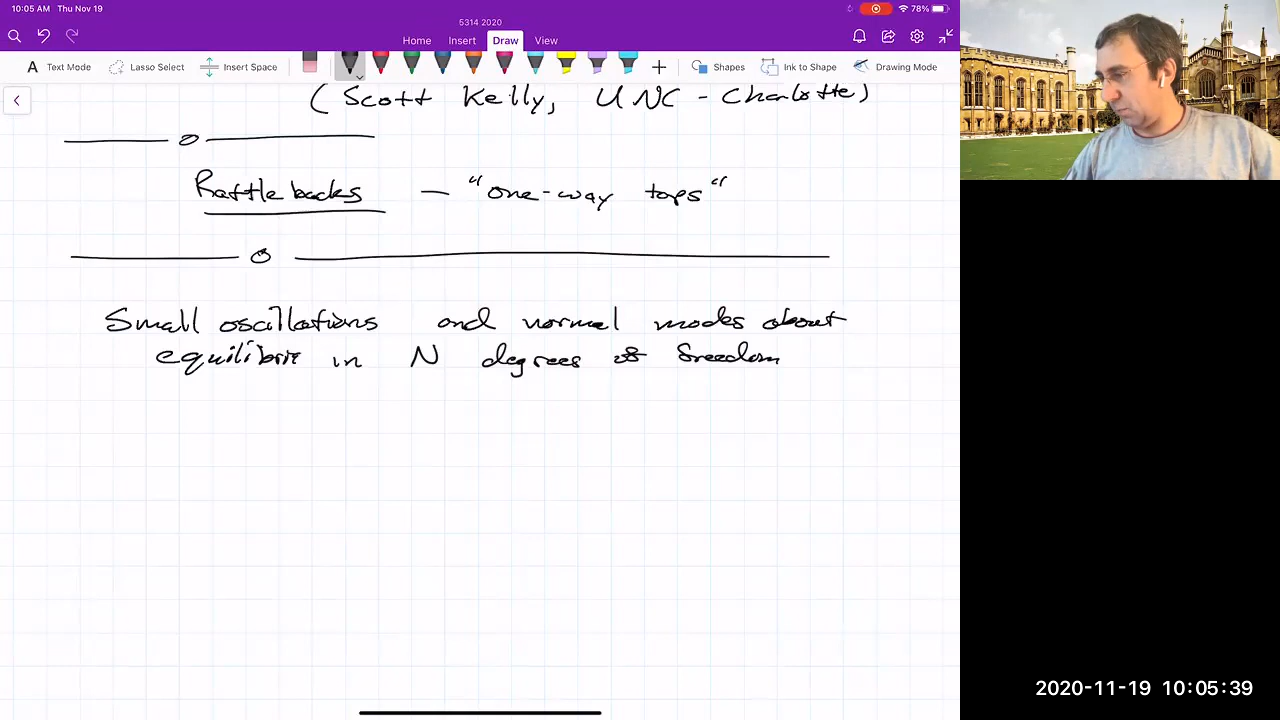 10:05 AM Thu Nov 19
78%
5314 2020
Home Insert Draw View
Text Mode Lasso Select Insert Space Shapes Ink to Shape Drawing Mode
(Scott Kelly, UNC - Charlotte)
Rattlebacks — "one-way tops"
Small oscillations and normal modes about
equilibria in N degrees of freedom
2020-11-19 10:05:39